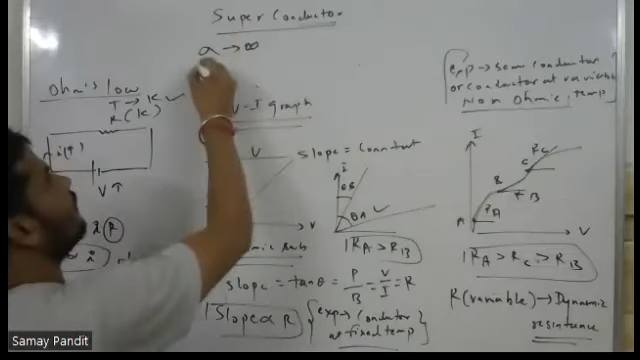 Super Conductor
a → ∞
Ohm's law
T → K ✓
R (K)
i(↑)
V ↑
V-I graph
V
slope = Constant
I
V
θB
θA
RA > RB
slope = tanθ = P/B = V/I = R
Slope ∝ R
exp → Conductor
at fixed temp
exp → semi conductor
or conductor at variable
Non Ohmic, temp
I
RC
C
B
RB
A
RA
V
RA > RC > RB
R (variable) → Dynamic
resistance
Samay Pandit